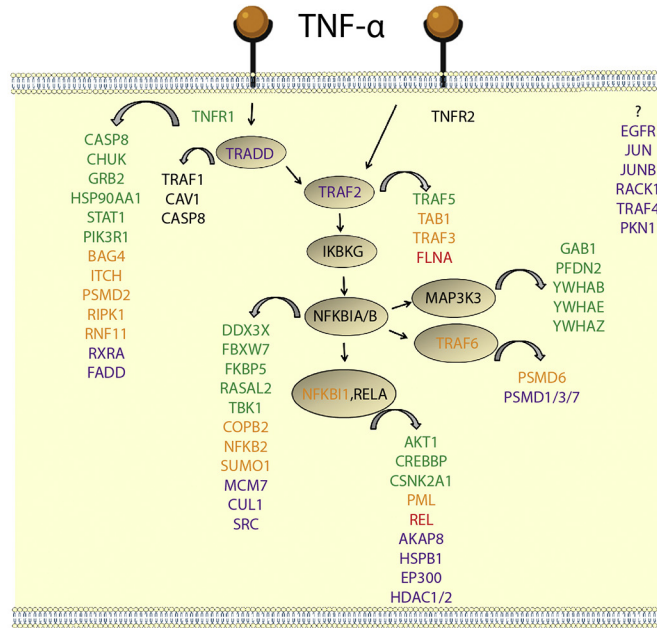 TNF-α
TNFR1
TNFR2
CASP8
CHUK
GRB2
HSP90AA1
STAT1
PIK3R1
BAG4
ITCH
PSMD2
RIPK1
RNF11
RXRA
FADD
TRADD
TRAF1
CAV1
CASP8
TRAF2
TRAF5
TAB1
TRAF3
FLNA
?
EGFR
JUN
JUNB
RACK1
TRAF4
PKN1
IKBKG
NFKBIA/B
MAP3K3
GAB1
PFDN2
YWHAB
YWHAE
YWHAZ
TRAF6
PSMD6
PSMD1/3/7
DDX3X
FBXW7
FKBP5
RASAL2
TBK1
COPB2
NFKB2
SUMO1
MCM7
CUL1
SRC
NFKBI1,RELA
AKT1
CREBBP
CSNK2A1
PML
REL
AKAP8
HSPB1
EP300
HDAC1/2